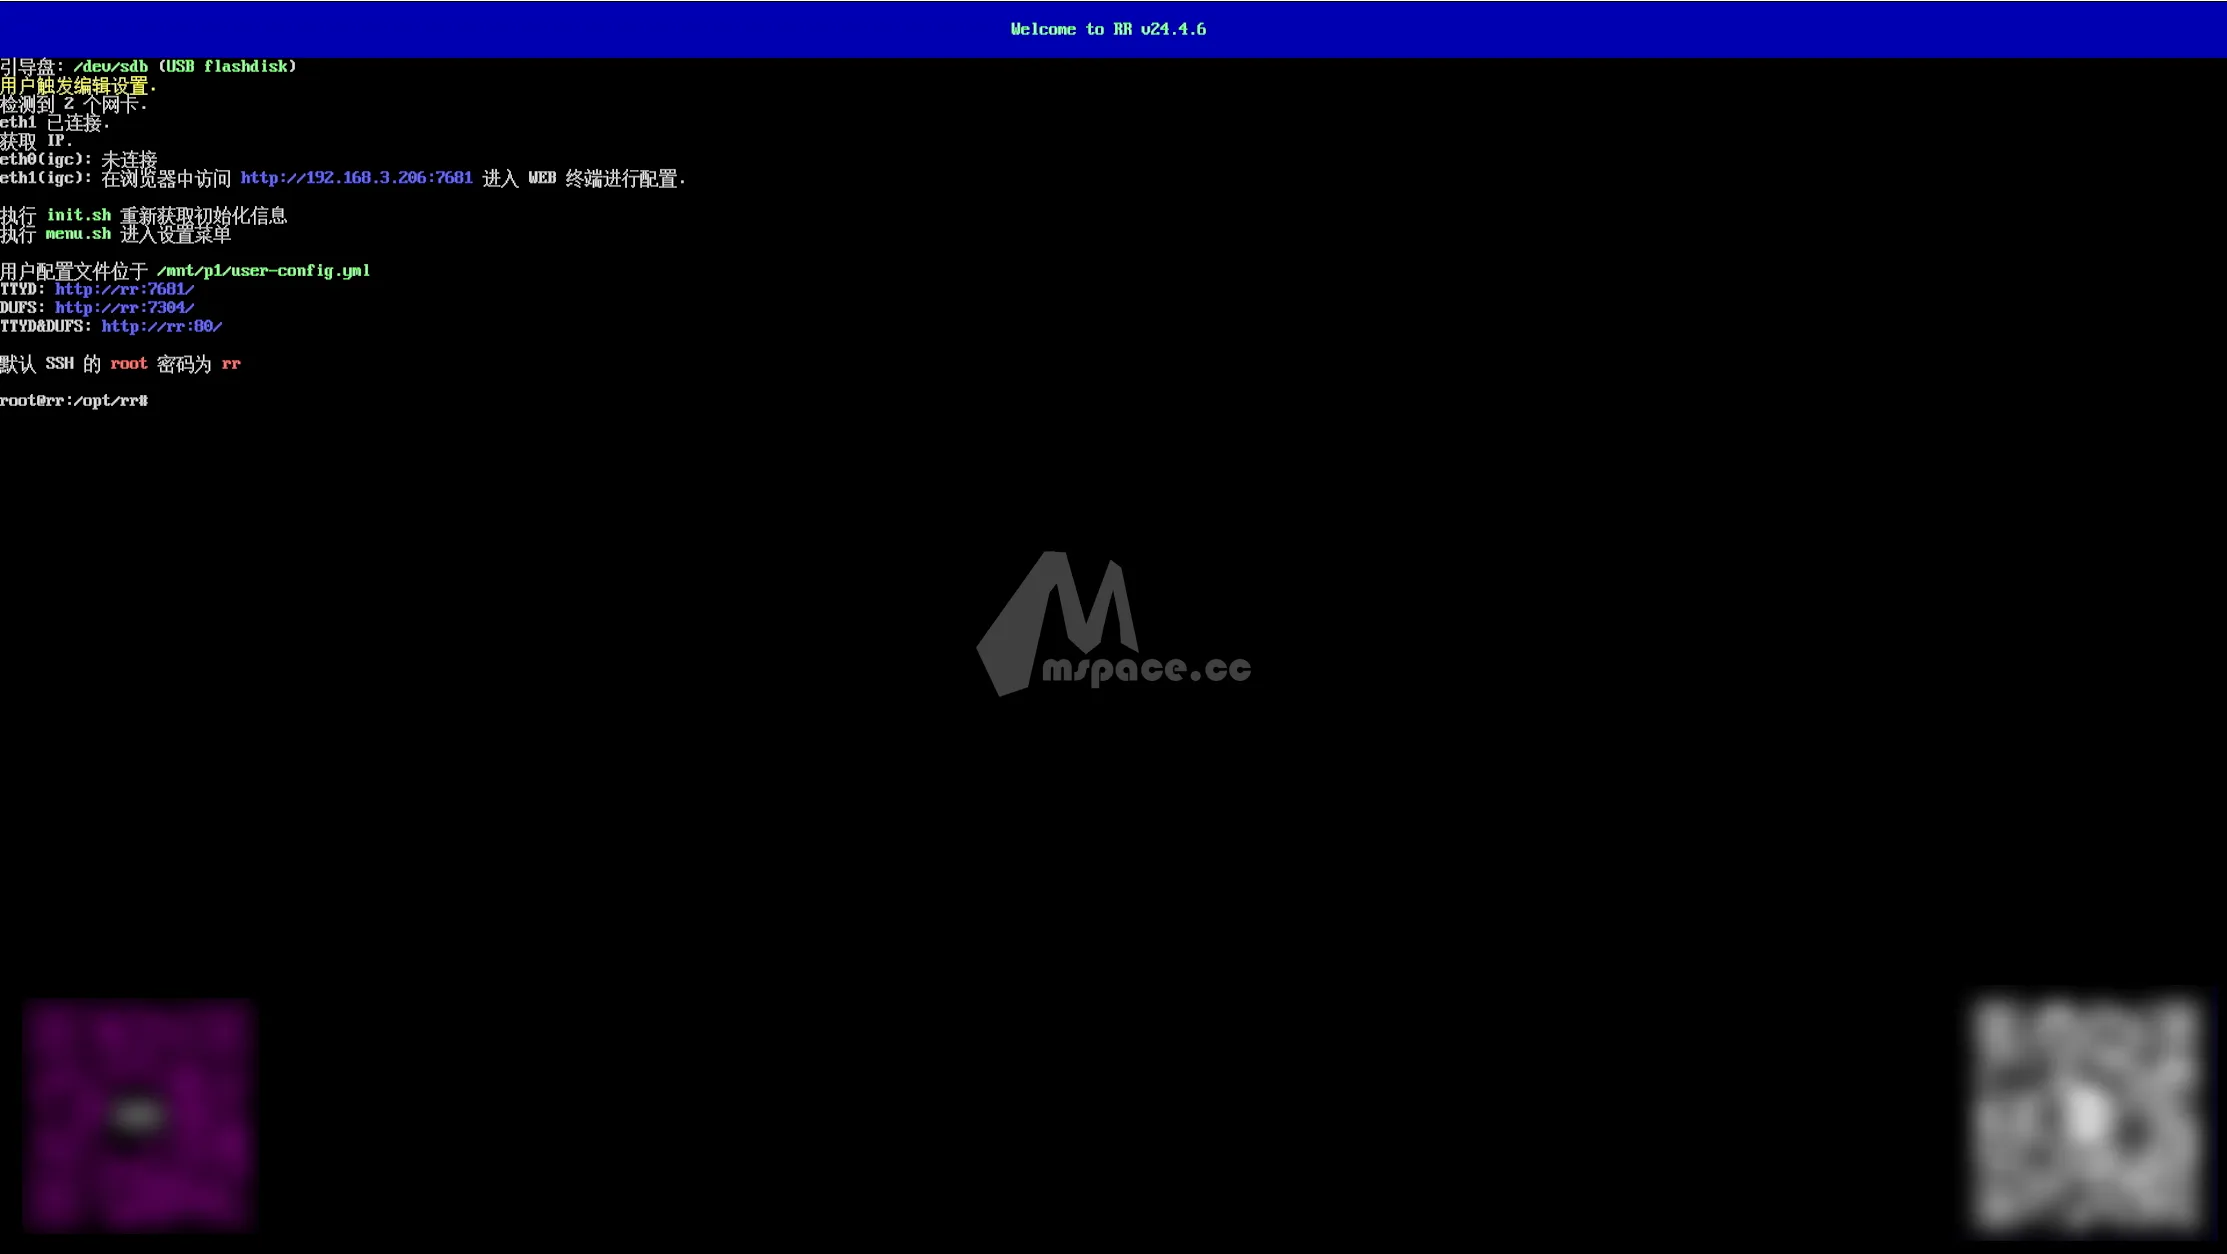 Welcome to RR v24.4.6
引导盘: /dev/sdb (USB flashdisk)
用户触发编辑设置.
检测到 2 个网卡.
eth1 已连接.
获取 IP.
eth0(igc): 未连接
eth1(igc): 在浏览器中访问 http://192.168.3.206:7681 进入 WEB 终端进行配置.
执行 init.sh 重新获取初始化信息
执行 menu.sh 进入设置菜单
用户配置文件位于 /mnt/p1/user-config.yml
TTYD: http://rr:7681/
DUFS: http://rr:7304/
TTYD&DUFS: http://rr:80/
默认 SSH 的 root 密码为 rr
root@rr:/opt/rr#
mspace.cc